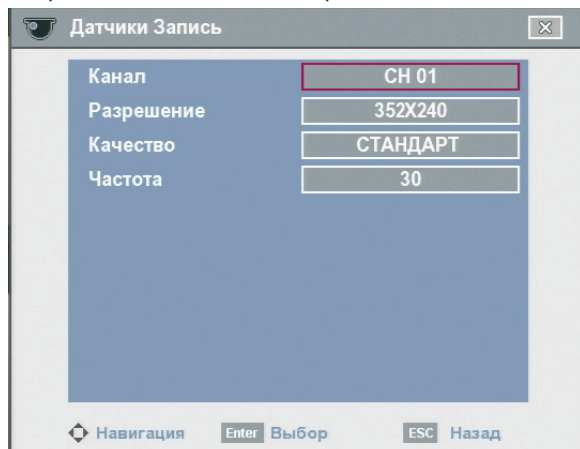 Датчики Запись
Канал CH 01
Разрешение 352X240
Качество СТАНДАРТ
Частота 30
Навигация Enter Выбор ESC Назад